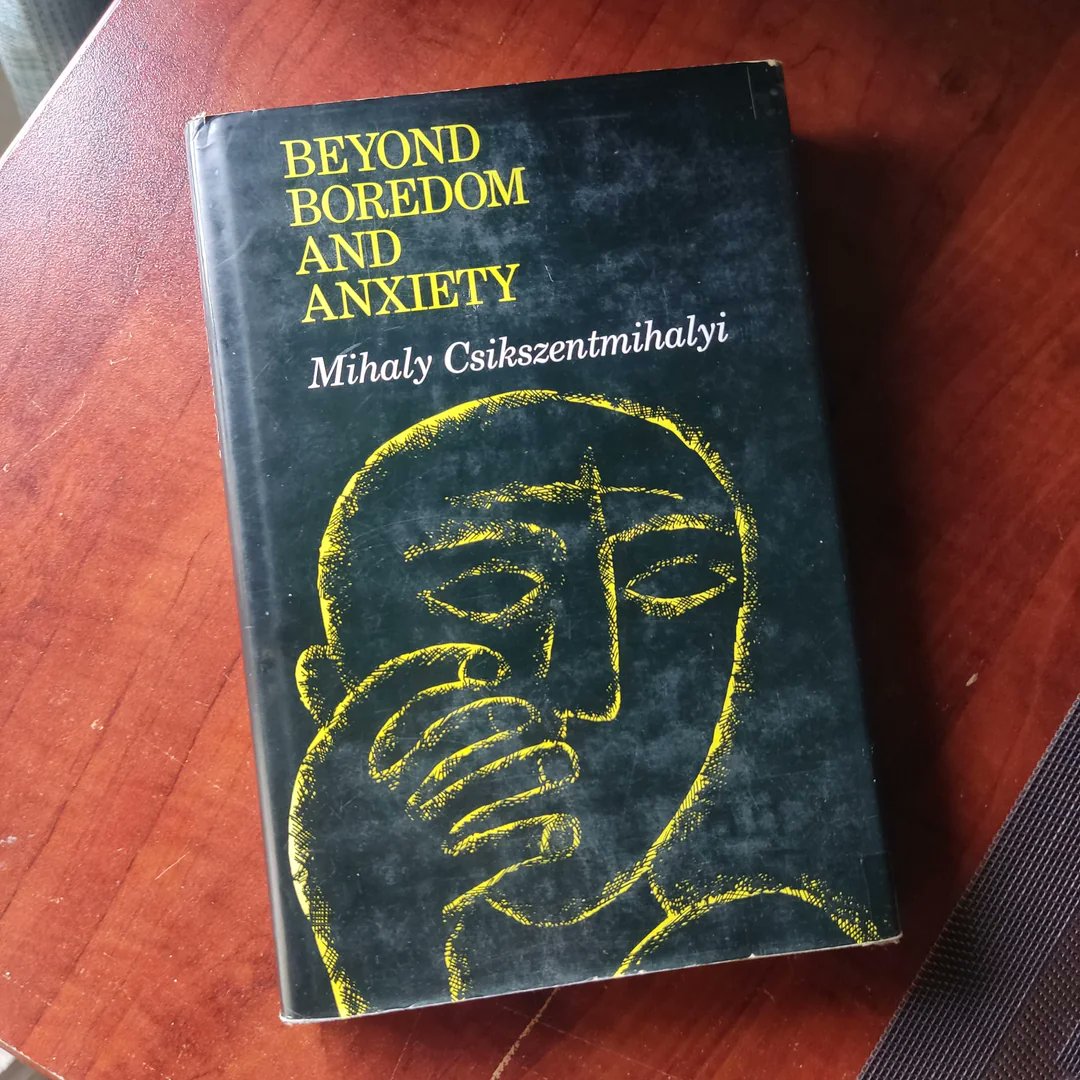 BEYOND
BOREDOM
AND
ANXIETY
Mihaly Csikszentmihalyi